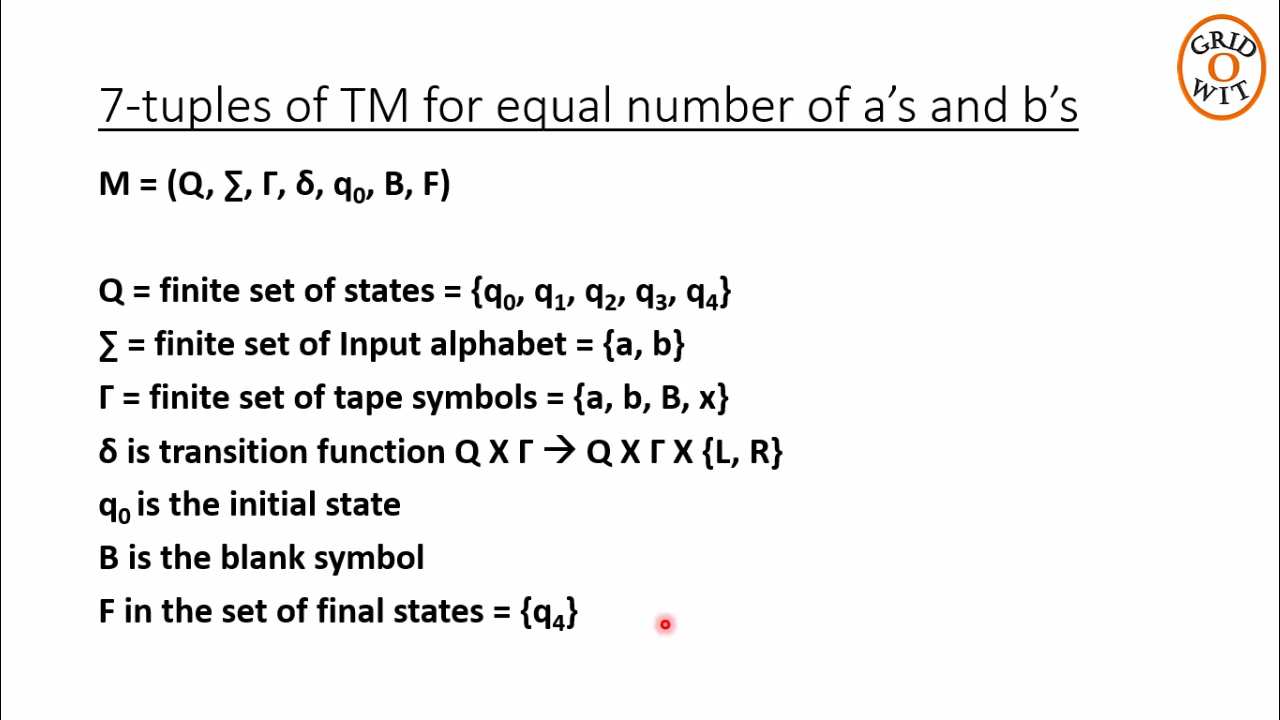 GRID
O
WIT
7-tuples of TM for equal number of a’s and b’s
M = (Q, ∑, Γ, δ, q₀, B, F)
Q = finite set of states = {q₀, q₁, q₂, q₃, q₄}
∑ = finite set of Input alphabet = {a, b}
Γ = finite set of tape symbols = {a, b, B, x}
δ is transition function Q X Γ → Q X Γ X {L, R}
q₀ is the initial state
B is the blank symbol
F in the set of final states = {q₄}